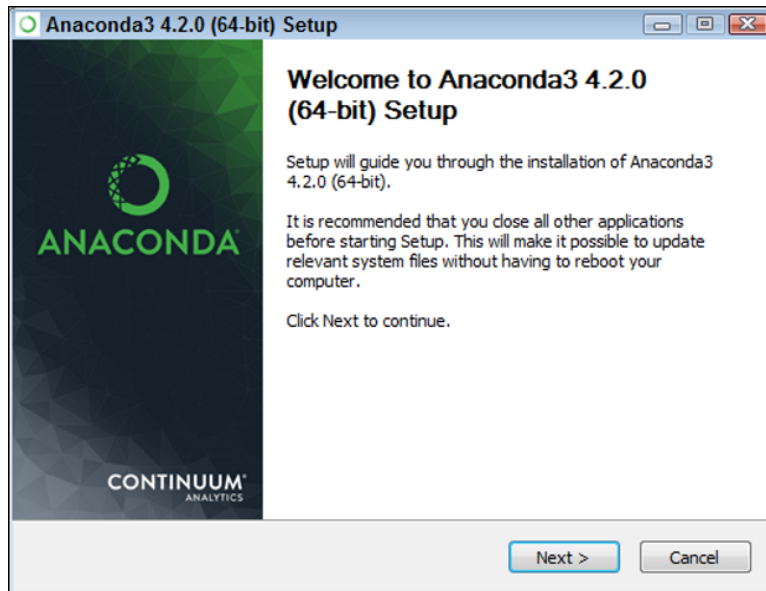 Anaconda3 4.2.0 (64-bit) Setup
Welcome to Anaconda3 4.2.0
(64-bit) Setup
Setup will guide you through the installation of Anaconda3
4.2.0 (64-bit).
It is recommended that you close all other applications
before starting Setup. This will make it possible to update
relevant system files without having to reboot your
computer.
Click Next to continue.
ANACONDA
CONTINUUM
ANALYTICS
Next >
Cancel